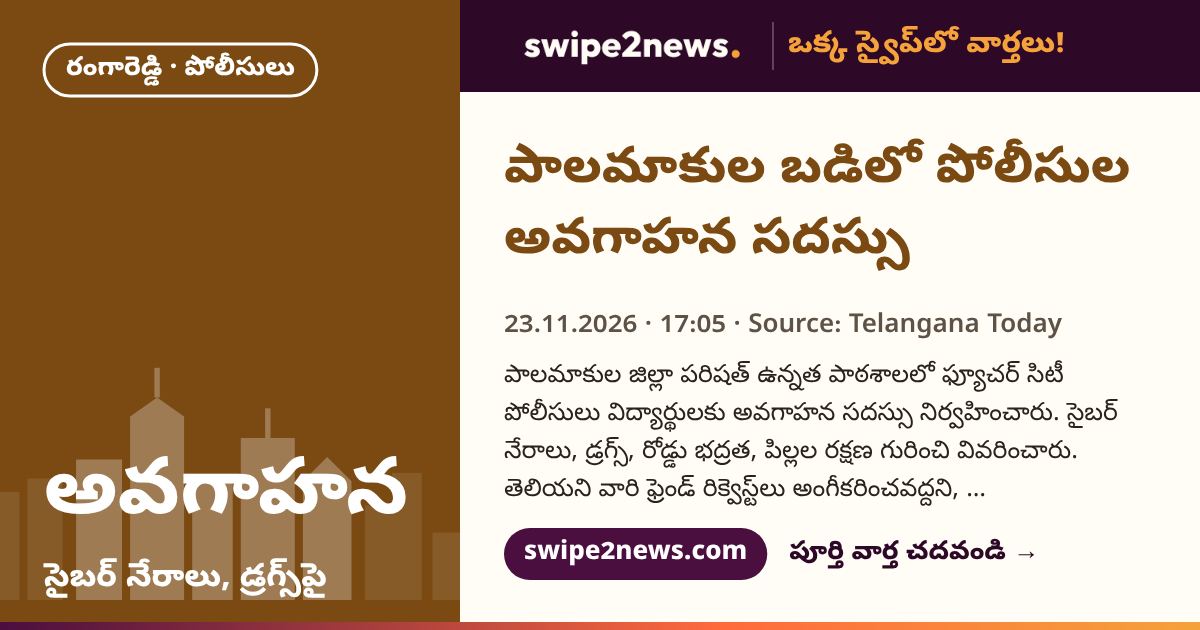 రంగారెడ్డి · పోలీసులు
అవగాహన
సైబర్ నేరాలు, డ్రగ్స్‌పై
swipe2news.
ఒక్క స్వైప్‌లో వార్తలు!
పాలమాకుల బడిలో పోలీసుల
అవగాహన సదస్సు
23.11.2026 · 17:05 · Source: Telangana Today
పాలమాకుల జిల్లా పరిషత్ ఉన్నత పాఠశాలలో ఫ్యూచర్ సిటీ
పోలీసులు విద్యార్థులకు అవగాహన సదస్సు నిర్వహించారు. సైబర్
నేరాలు, డ్రగ్స్, రోడ్డు భద్రత, పిల్లల రక్షణ గురించి వివరించారు.
తెలియని వారి ఫ్రెండ్ రిక్వెస్ట్‌లు అంగీకరించవద్దని, ...
swipe2news.com
పూర్తి వార్త చదవండి →